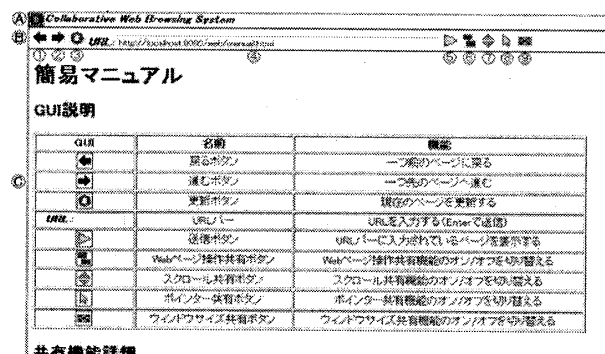 Ⓐ Collaborative Web Browsing System
Ⓑ URL.: http://localhost:8080/web/manual.html
① ② ③ ④ ⑤ ⑥ ⑦ ⑧ ⑨
簡易マニュアル
GUI説明
GUI 名前 機能
戻るボタン 一つ前のページに戻る
Ⓒ 進むボタン 一つ先のページへ進む
更新ボタン 現在のページを更新する
URL.: URLバー URLを入力する(Enterで送信)
送信ボタン URLバーに入力されているページを表示する
Webページ操作共有ボタン Webページ操作共有機能のオン/オフを切り替える
スクロール共有ボタン スクロール共有機能のオン/オフを切り替える
ポインター共有ボタン ポインター共有機能のオン/オフを切り替える
ウィンドウサイズ共有ボタン ウィンドウサイズ共有機能のオン/オフを切り替える
共有機能詳細